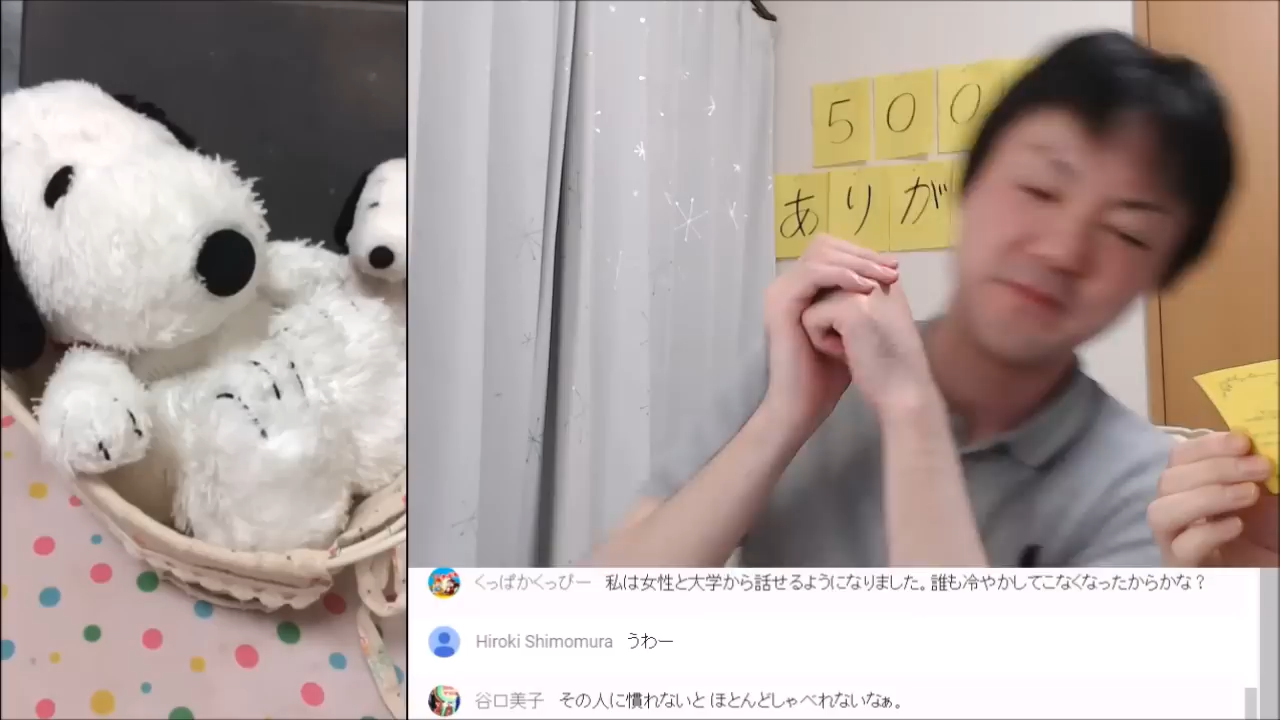 500
ありが
くっぱかくっぴー 私は女性と大学から話せるようになりました。誰も冷やかしてこなくなったからかな？
Hiroki Shimomura うわー
谷口美子 その人に慣れないと ほとんどしゃべれないなぁ。